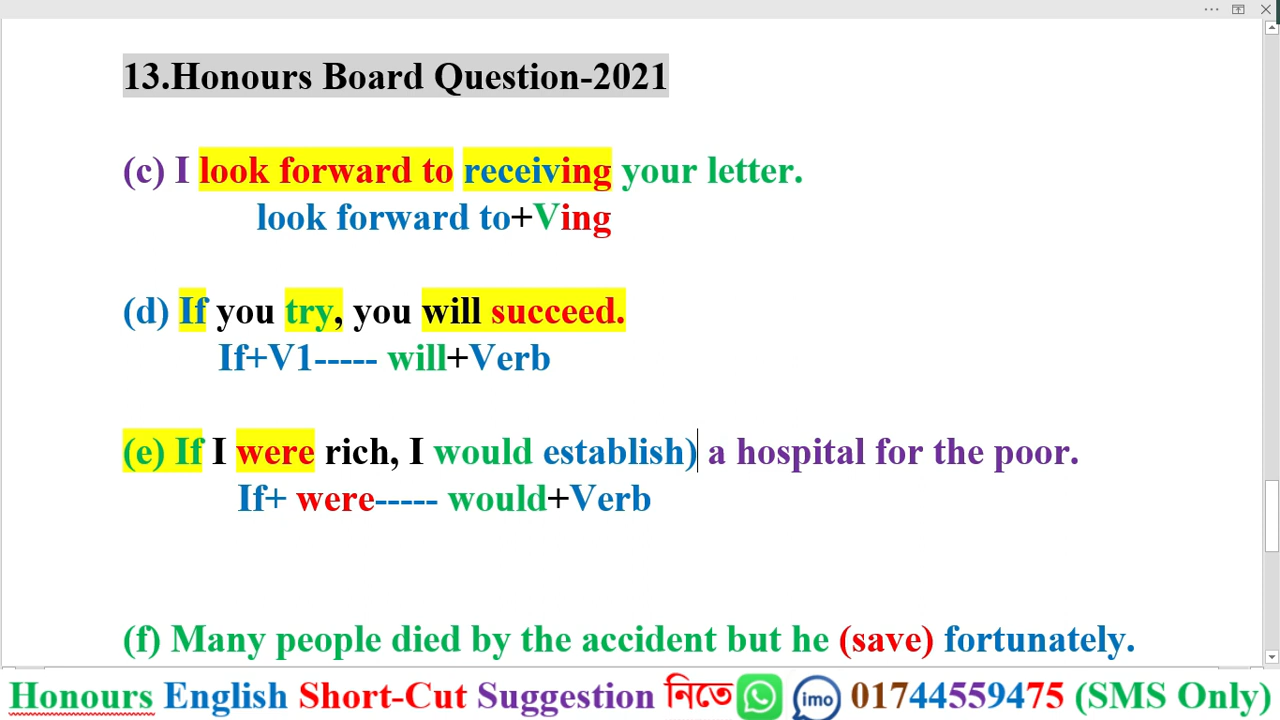 13.Honours Board Question-2021
(c) I look forward to receiving your letter.
look forward to+Ving
(d) If you try, you will succeed.
If+V1----- will+Verb
(e) If I were rich, I would establish) a hospital for the poor.
If+ were----- would+Verb
(f) Many people died by the accident but he (save) fortunately.
Honours English Short-Cut Suggestion নিতে imo 01744559475 (SMS Only)